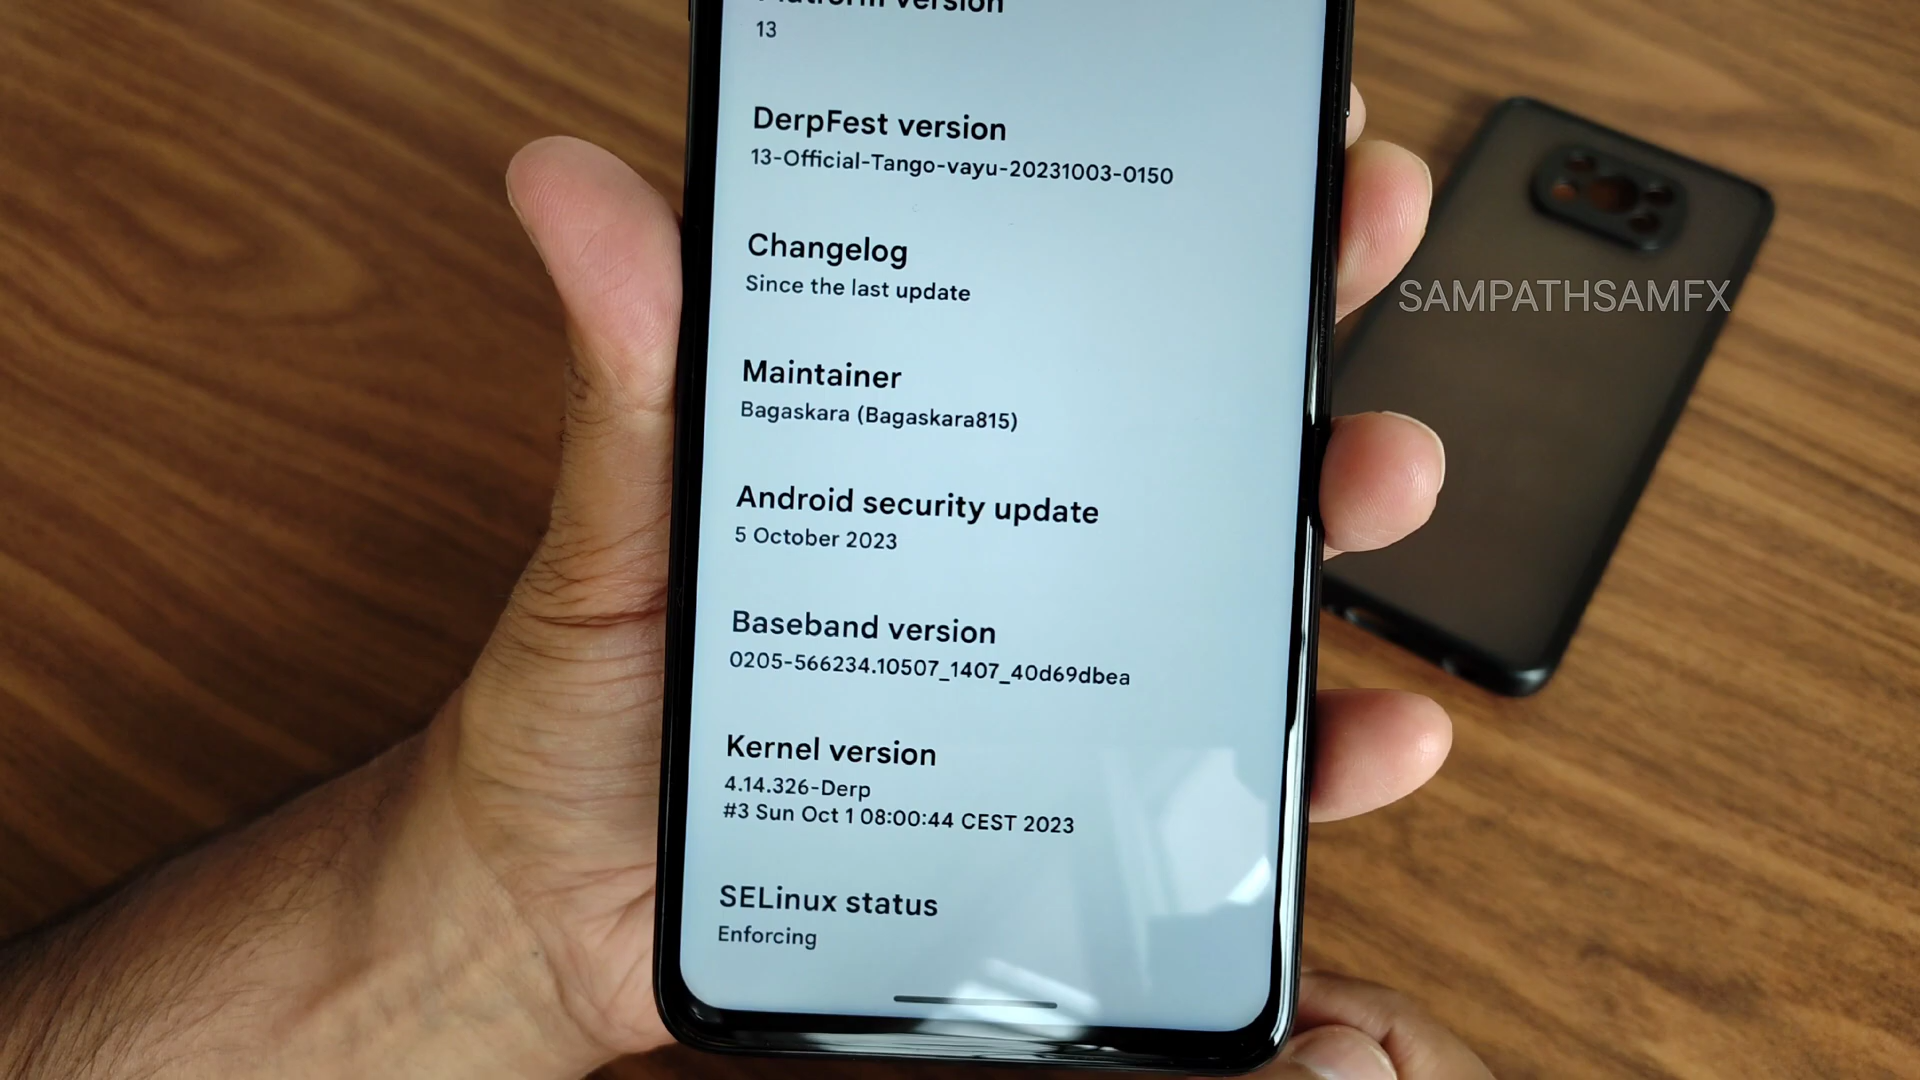 Platform version
13
DerpFest version
13-Official-Tango-vayu-20231003-0150
Changelog
Since the last update
SAMPATHSAMFX
Maintainer
Bagaskara (Bagaskara815)
Android security update
5 October 2023
Baseband version
0205-566234.10507_1407_40d69dbea
Kernel version
4.14.326-Derp
#3 Sun Oct 1 08:00:44 CEST 2023
SELinux status
Enforcing